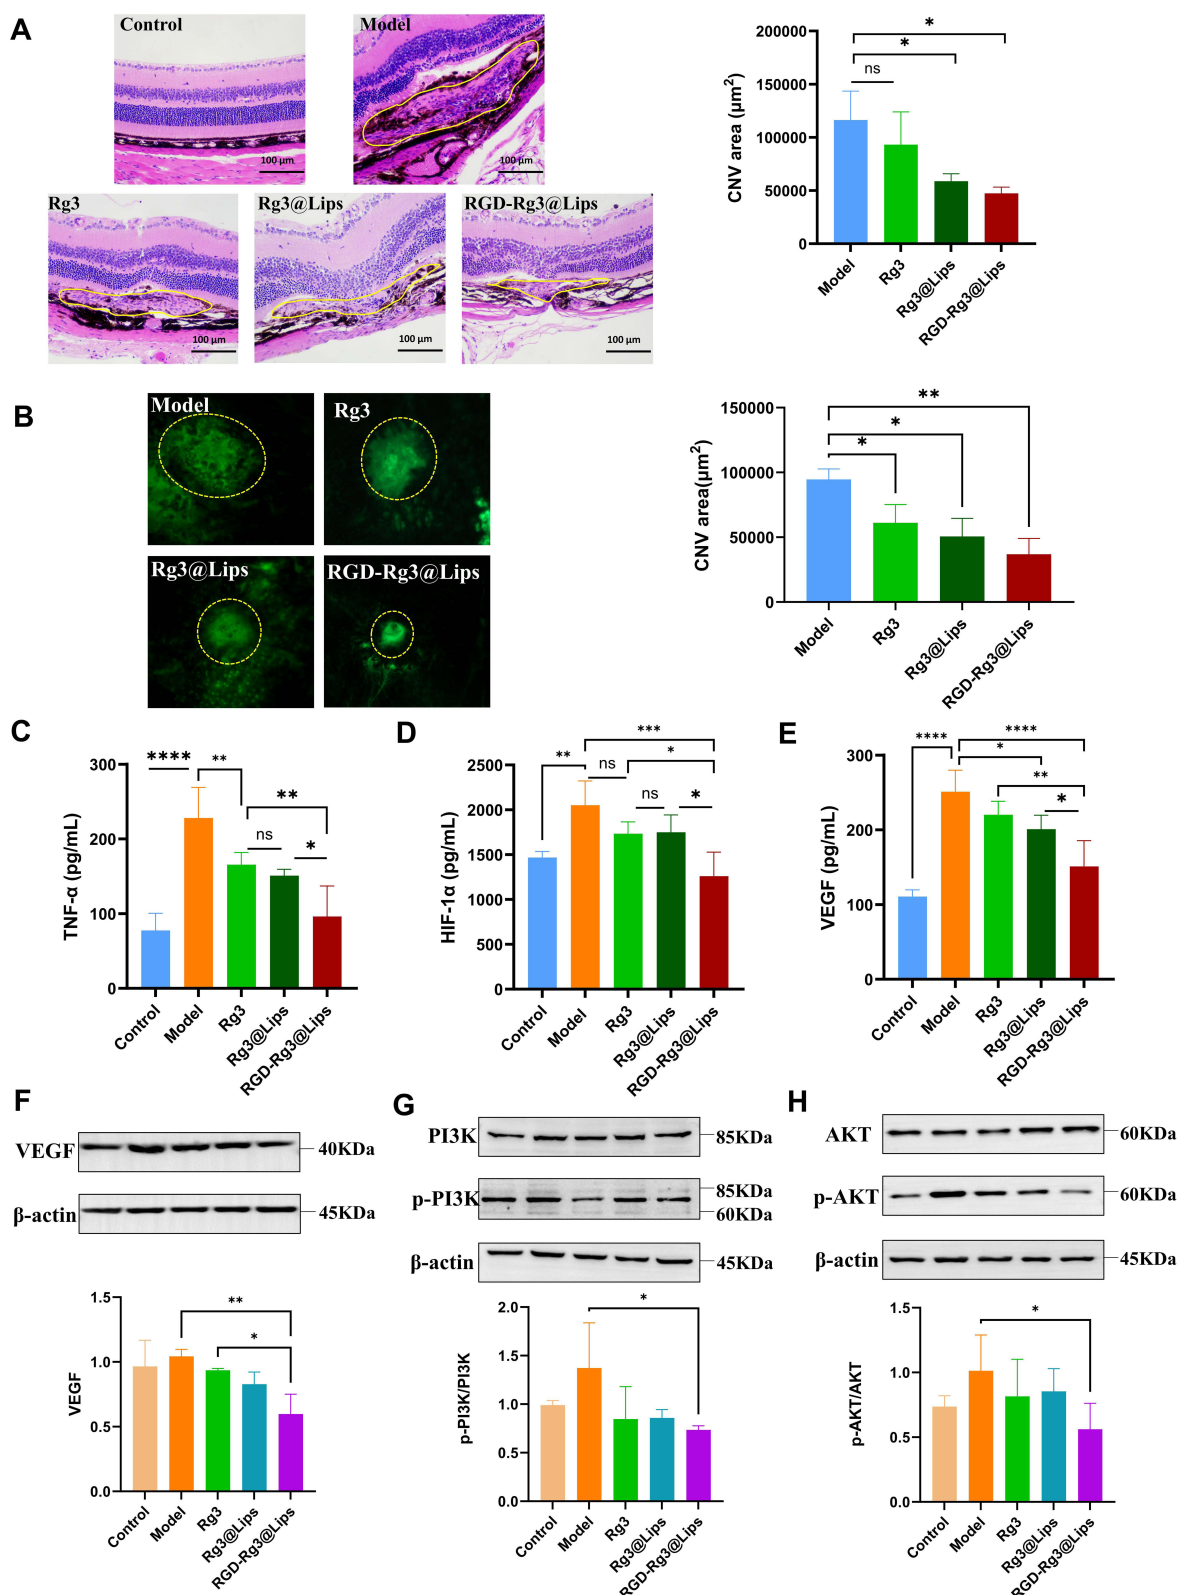 A
Control
Model
100 μm
100 μm
Rg3
Rg3@Lips
RGD-Rg3@Lips
100 μm
100 μm
100 μm
CNV area (μm²)
200000
150000
100000
50000
0
*
*
ns
Model
Rg3
Rg3@Lips
RGD-Rg3@Lips
B
Model
Rg3
Rg3@Lips
RGD-Rg3@Lips
CNV area(μm²)
150000
100000
50000
0
**
*
*
Model
Rg3
Rg3@Lips
RGD-Rg3@Lips
C
TNF-α (pg/mL)
300
200
100
0
****
**
**
ns
*
Control
Model
Rg3
Rg3@Lips
RGD-Rg3@Lips
D
HIF-1α (pg/mL)
2500
2000
1500
1000
500
0
***
**
*
ns
ns
*
Control
Model
Rg3
Rg3@Lips
RGD-Rg3@Lips
E
VEGF (pg/mL)
300
200
100
0
****
****
*
**
*
Control
Model
Rg3
Rg3@Lips
RGD-Rg3@Lips
F
VEGF
40KDa
β-actin
45KDa
VEGF
1.5
1.0
0.5
0.0
**
*
Control
Model
Rg3
Rg3@Lips
RGD-Rg3@Lips
G
PI3K
85KDa
p-PI3K
85KDa
60KDa
β-actin
45KDa
p-PI3K/PI3K
2.0
1.5
1.0
0.5
0.0
*
Control
Model
Rg3
Rg3@Lips
RGD-Rg3@Lips
H
AKT
60KDa
p-AKT
60KDa
β-actin
45KDa
p-AKT/AKT
1.5
1.0
0.5
0.0
*
Control
Model
Rg3
Rg3@Lips
RGD-Rg3@Lips